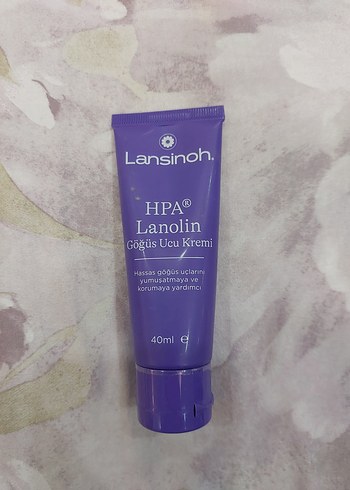 Lansinoh.
HPA®
Lanolin
Göğüs Ucu Kremi
Hassas göğüs uçlarını
yumuşatmaya ve
korumaya yardımcı
40ml e